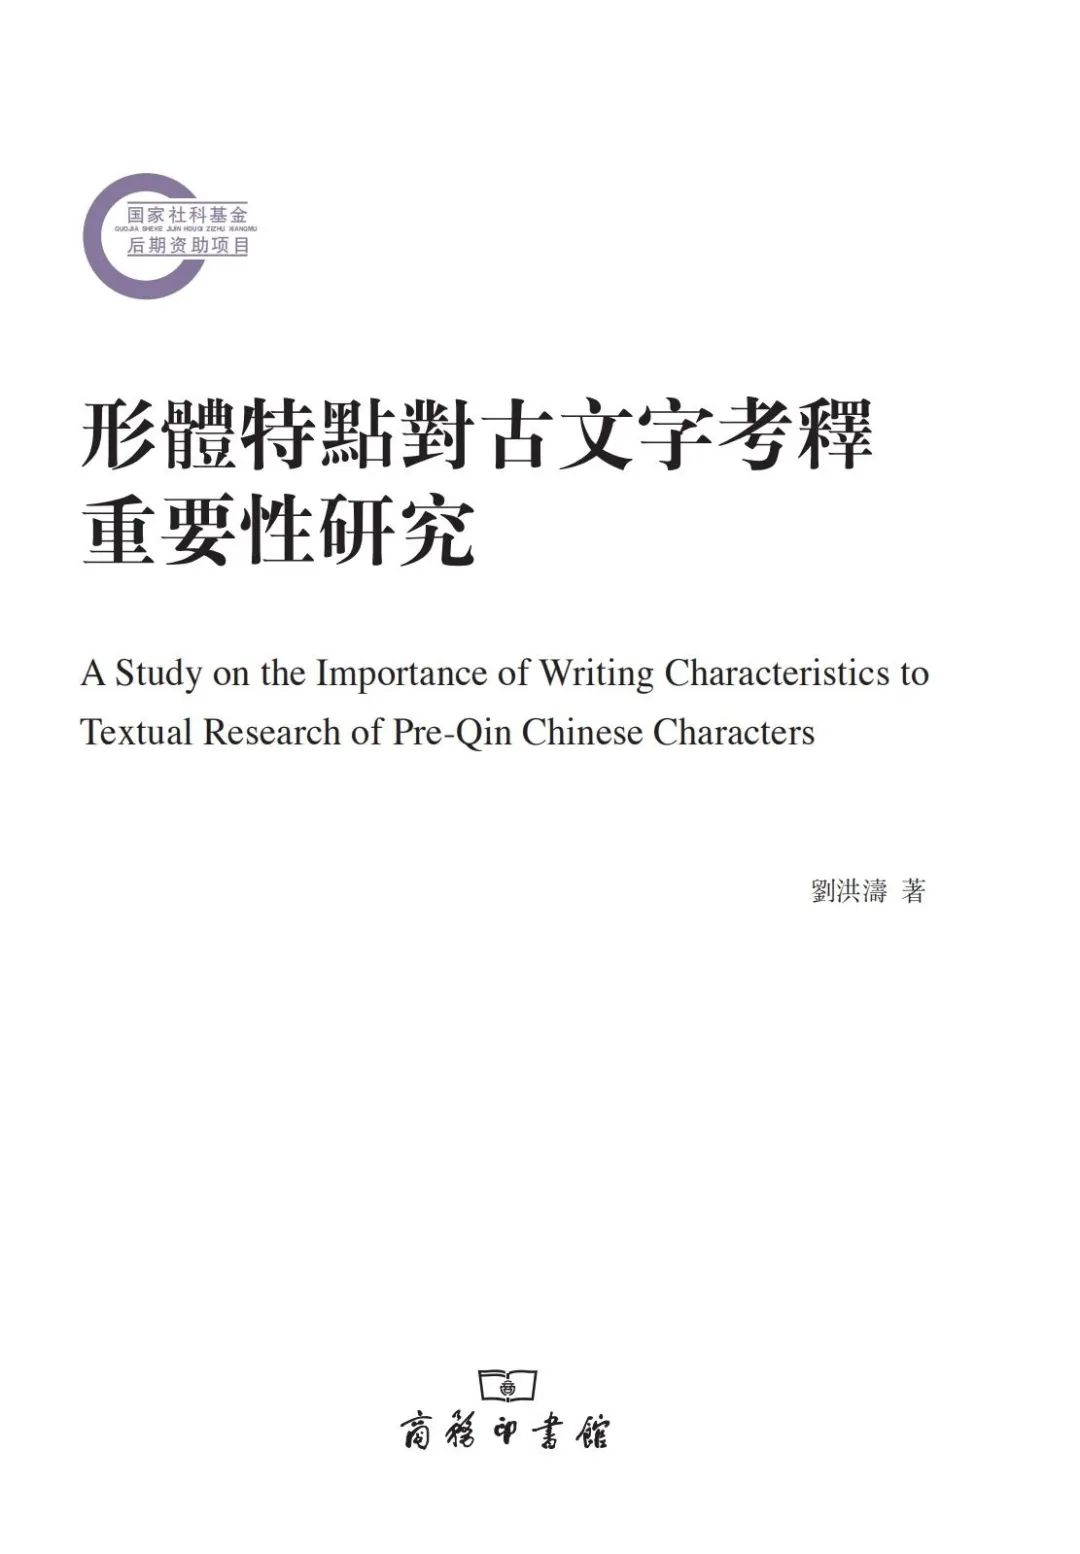 国家社科基金
GUOJIA SHEKE JIJIN HOUQI ZIZHU XIANGMU
后期资助项目
形體特點對古文字考釋
重要性研究
A Study on the Importance of Writing Characteristics to
Textual Research of Pre-Qin Chinese Characters
劉洪濤 著
商務印書館